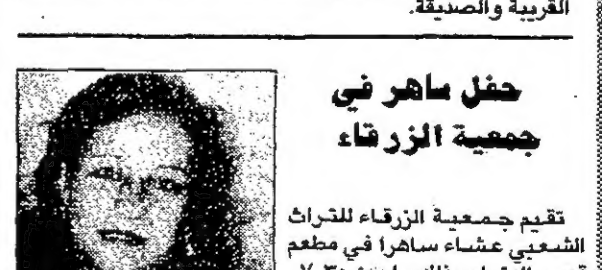 القريبة والصديقة.
حفل ساهر في
جمعية الزرقاء
تقيم جمعية الزرقاء للتراث
الشعبي عشاء ساهرا في مطعم